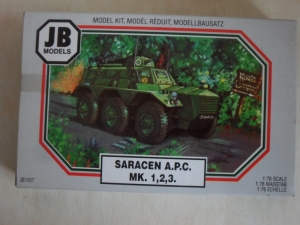 MODEL KIT, MODÈL RÉDUIT, MODELLBAUSATZ
JB
MODELS
SARACEN A.P.C.
MK. 1,2,3.
1:76 SCALE
1:76 MASSTAB
1:76 ECHELLE